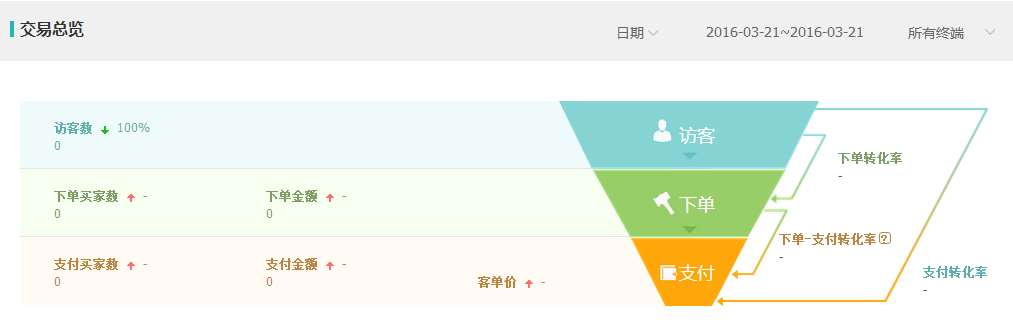 交易总览
日期
2016-03-21~2016-03-21
所有终端
访客数 100%
0
访客
下单转化率
-
下单买家数 -
0
下单金额 -
0
下单
下单-支付转化率?
-
支付买家数 -
0
支付金额 -
0
客单价 -
支付
支付转化率
-